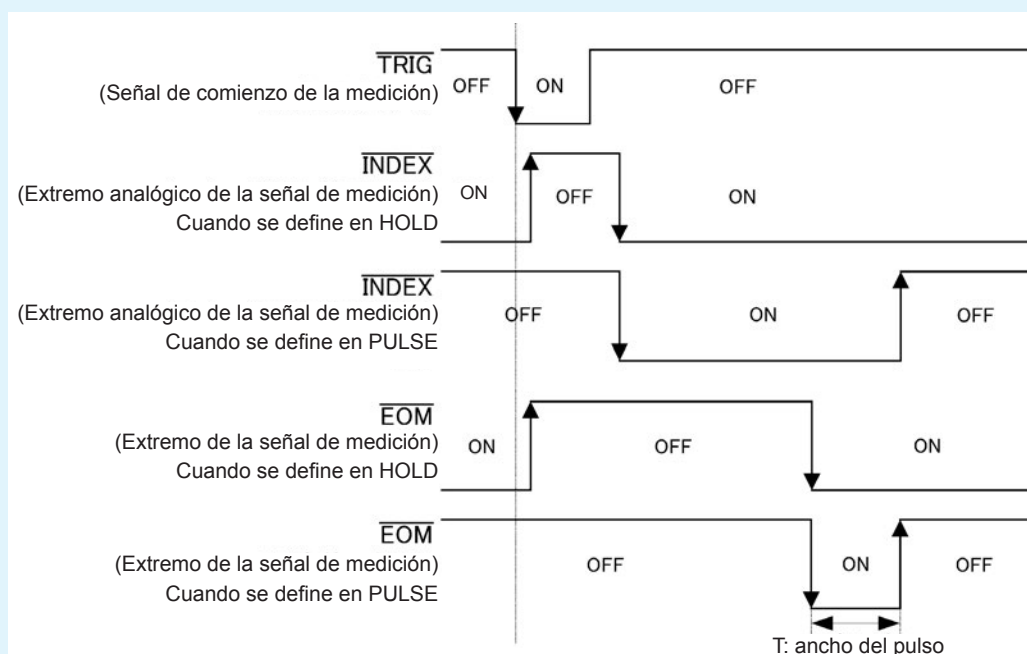 TRIG
(Señal de comienzo de la medición)
OFF ON OFF
INDEX
(Extremo analógico de la señal de medición)
Cuando se define en HOLD
ON OFF ON
INDEX
(Extremo analógico de la señal de medición)
Cuando se define en PULSE
OFF ON OFF
EOM
(Extremo de la señal de medición)
Cuando se define en HOLD
ON OFF ON
EOM
(Extremo de la señal de medición)
Cuando se define en PULSE
OFF ON OFF
T: ancho del pulso